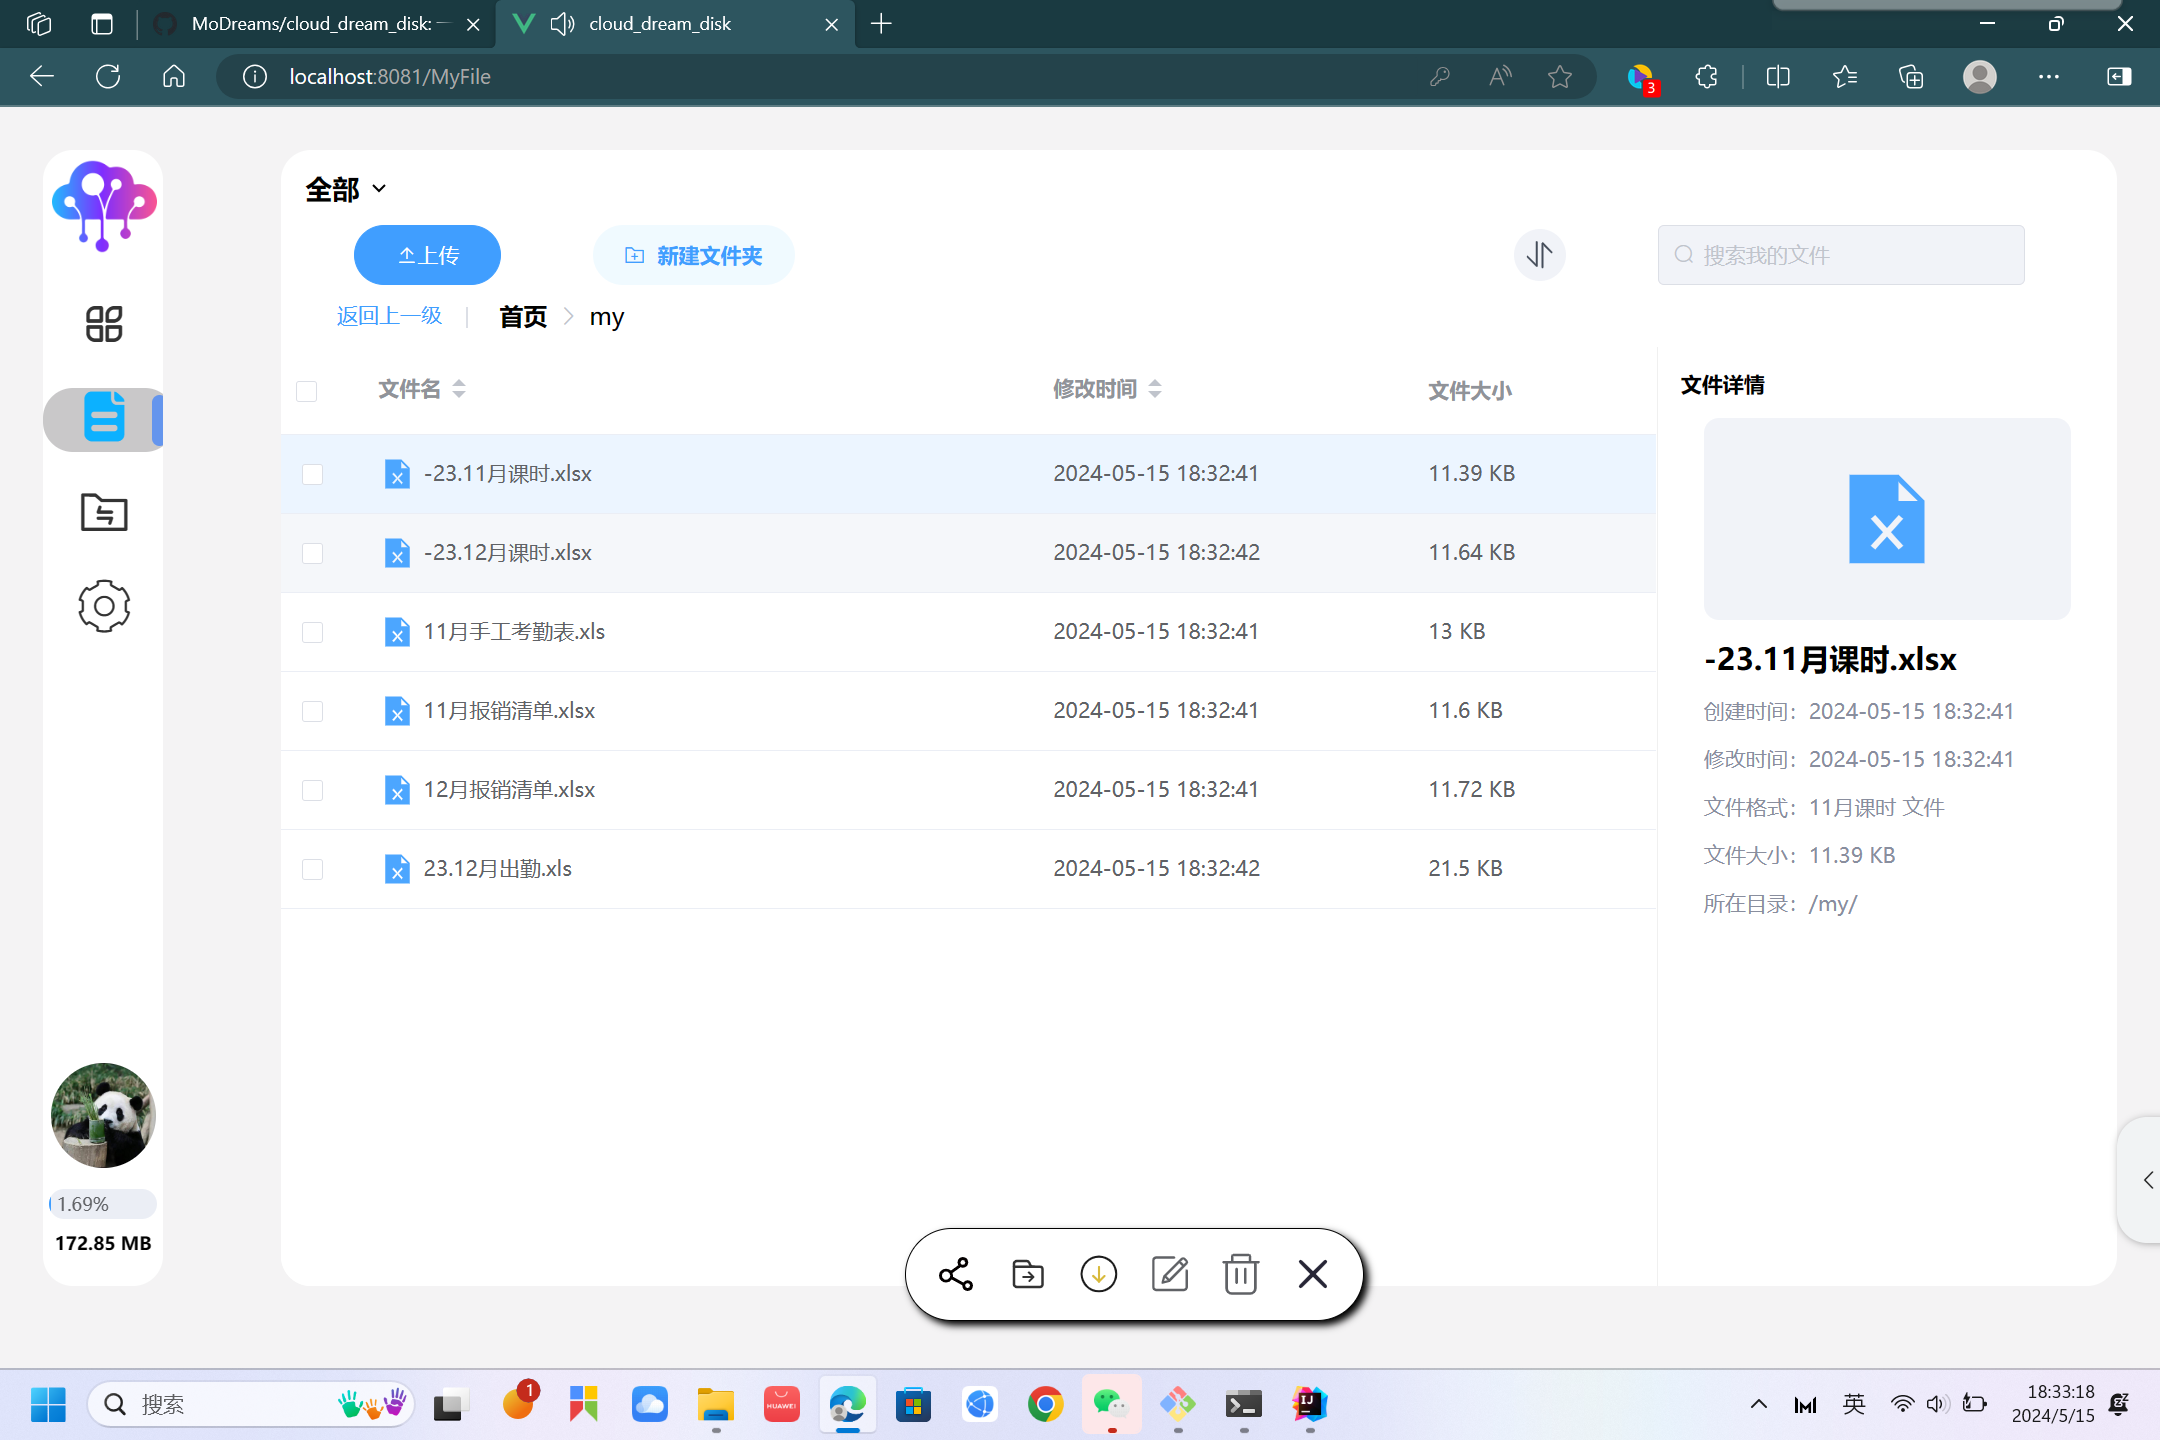 MoDreams/cloud_dream_disk: 一
cloud_dream_disk
localhost:8081/MyFile
3
全部
上传
新建文件夹
搜索我的文件
返回上一级
首页 > my
文件名 修改时间 文件大小
-23.11月课时.xlsx 2024-05-15 18:32:41 11.39 KB
-23.12月课时.xlsx 2024-05-15 18:32:42 11.64 KB
11月手工考勤表.xls 2024-05-15 18:32:41 13 KB
11月报销清单.xlsx 2024-05-15 18:32:41 11.6 KB
12月报销清单.xlsx 2024-05-15 18:32:41 11.72 KB
23.12月出勤.xls 2024-05-15 18:32:42 21.5 KB
文件详情
-23.11月课时.xlsx
创建时间：2024-05-15 18:32:41
修改时间：2024-05-15 18:32:41
文件格式：11月课时 文件
文件大小：11.39 KB
所在目录：/my/
1.69%
172.85 MB
搜索
1
HUAWEI
IJ
英
18:33:18
2024/5/15